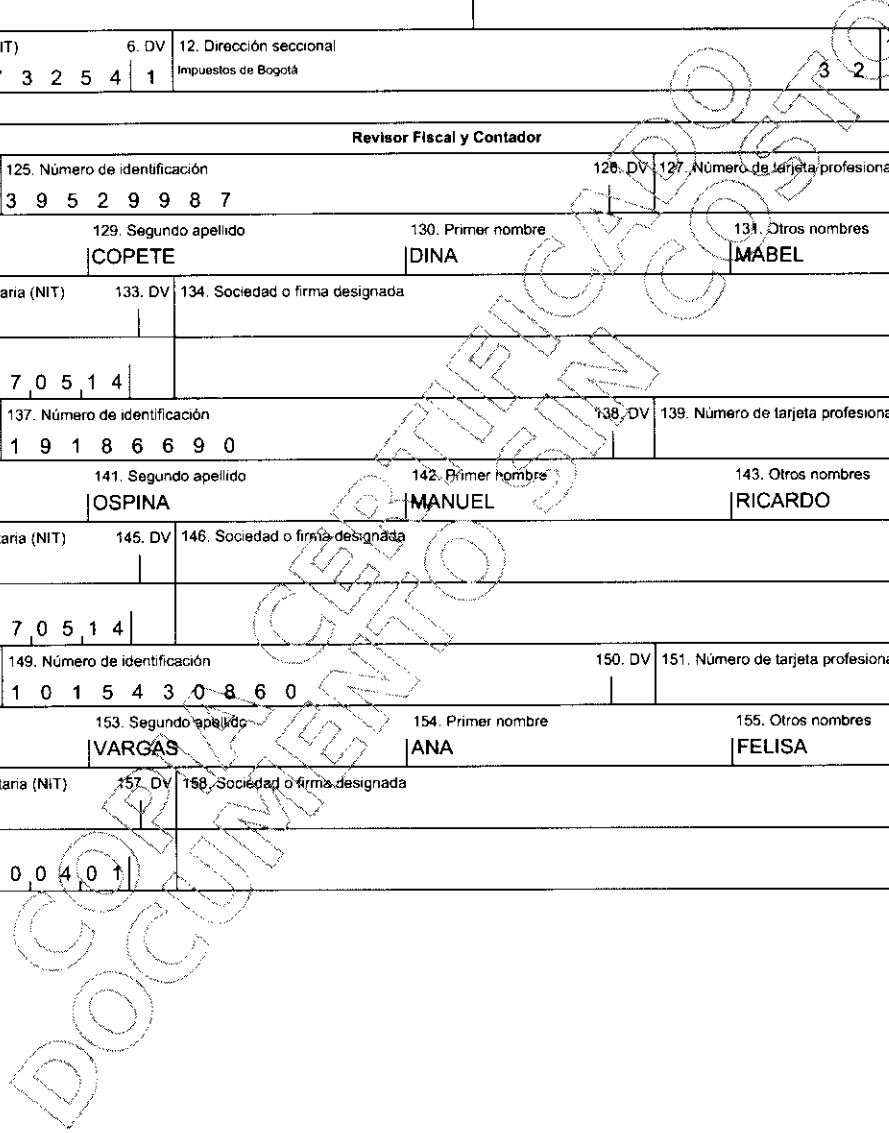 IT) 6. DV 12. Dirección seccional
3 2 5 4 1 Impuestos de Bogotá 3 2
Revisor Fiscal y Contador
125. Número de identificación 126. DV 127. Número de tarjeta profesiona
3 9 5 2 9 9 8 7
129. Segundo apellido 130. Primer nombre 131. Otros nombres
COPETE DINA MABEL
aria (NIT) 133. DV 134. Sociedad o firma designada
7 0 5 1 4
137. Número de identificación 138. DV 139. Número de tarjeta profesiona
1 9 1 8 6 6 9 0
141. Segundo apellido 142. Primer nombre 143. Otros nombres
OSPINA MANUEL RICARDO
taria (NIT) 145. DV 146. Sociedad o firma designada
7 0 5 1 4
149. Número de identificación 150. DV 151. Número de tarjeta profesiona
1 0 1 5 4 3 0 8 6 0
153. Segundo apellido 154. Primer nombre 155. Otros nombres
VARGAS ANA FELISA
taria (NIT) 157. DV 158. Sociedad o firma designada
0 0 4 0 1
COPIA CERTIFICADO
DOCUMENTO SIN COSTO